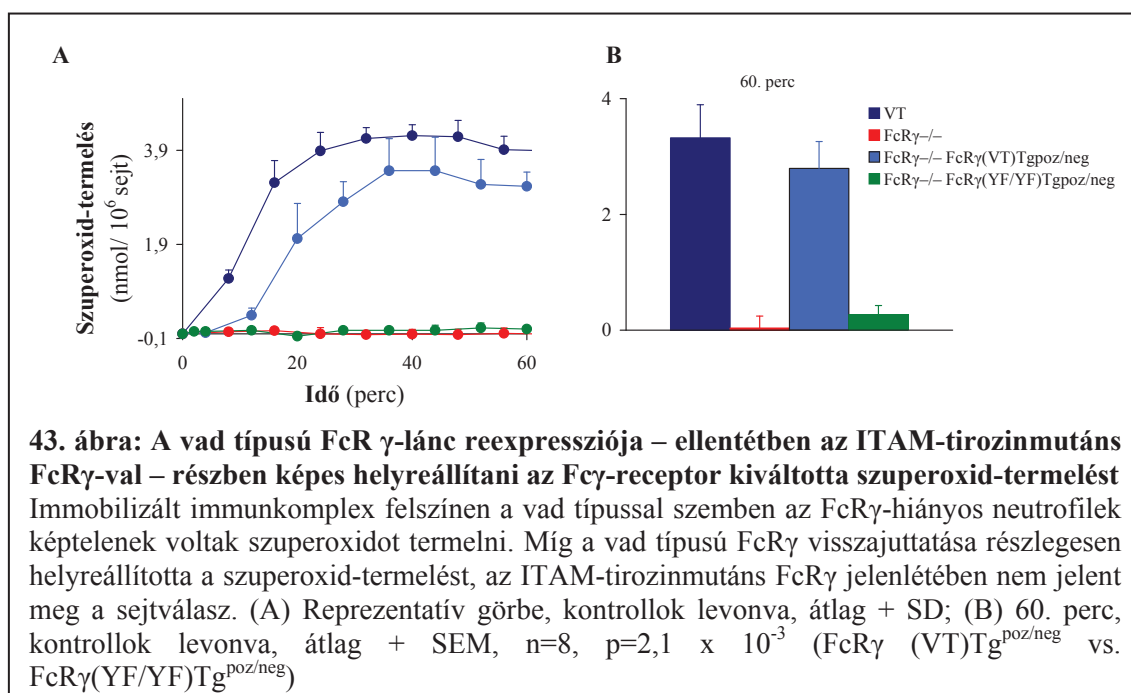 A
B
60. perc
Szuperoxid-termelés
(nmol/ 10⁶ sejt)
3,9
1,9
-0,1
0
20
40
60
Idő (perc)
4
2
0
VT
FcRγ–/–
FcRγ–/– FcRγ(VT)Tgpoz/neg
FcRγ–/– FcRγ(YF/YF)Tgpoz/neg
43. ábra: A vad típusú FcR γ-lánc reexpressziója – ellentétben az ITAM-tirozinmutáns
FcRγ-val – részben képes helyreállítani az Fcγ-receptor kiváltotta szuperoxid-termelést
Immobilizált immunkomplex felszínen a vad típussal szemben az FcRγ-hiányos neutrofilek
képtelenek voltak szuperoxidot termelni. Míg a vad típusú FcRγ visszajuttatása részlegesen
helyreállította a szuperoxid-termelést, az ITAM-tirozinmutáns FcRγ jelenlétében nem jelent
meg a sejtválasz. (A) Reprezentatív görbe, kontrollok levonva, átlag + SD; (B) 60. perc,
kontrollok levonva, átlag + SEM, n=8, p=2,1 x 10⁻³ (FcRγ (VT)Tgᵖᵒᶻ/ⁿᵉᵍ vs.
FcRγ(YF/YF)Tgᵖᵒᶻ/ⁿᵉᵍ)